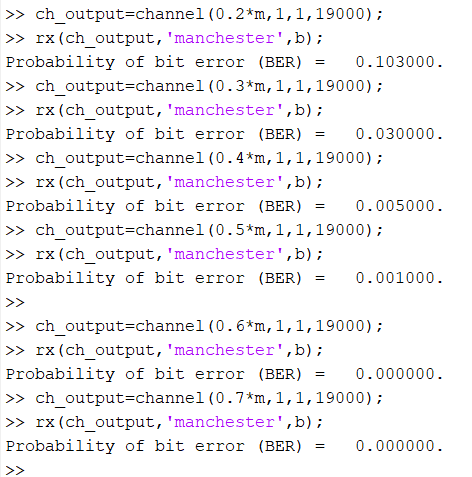 >> ch_output=channel(0.2*m,1,1,19000);
>> rx(ch_output,'manchester',b);
Probability of bit error (BER) =   0.103000.
>> ch_output=channel(0.3*m,1,1,19000);
>> rx(ch_output,'manchester',b);
Probability of bit error (BER) =   0.030000.
>> ch_output=channel(0.4*m,1,1,19000);
>> rx(ch_output,'manchester',b);
Probability of bit error (BER) =   0.005000.
>> ch_output=channel(0.5*m,1,1,19000);
>> rx(ch_output,'manchester',b);
Probability of bit error (BER) =   0.001000.
>>
>> ch_output=channel(0.6*m,1,1,19000);
>> rx(ch_output,'manchester',b);
Probability of bit error (BER) =   0.000000.
>> ch_output=channel(0.7*m,1,1,19000);
>> rx(ch_output,'manchester',b);
Probability of bit error (BER) =   0.000000.
>>